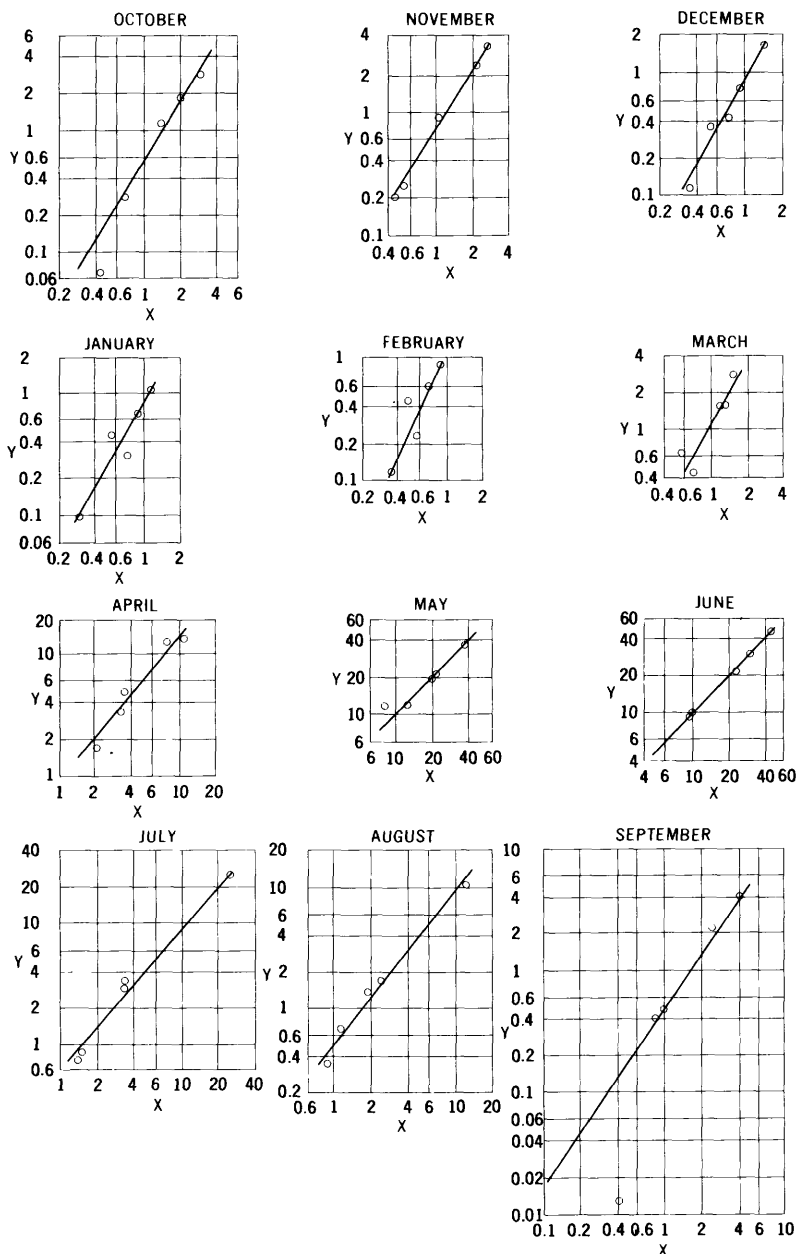 OCTOBER
6
4
2
1
Y 0.6
0.4
0.2
0.1
0.06
0.2 0.4 0.6 1 2 4 6
X
NOVEMBER
4
2
1
Y 0.6
0.4
0.2
0.1
0.4 0.6 1 2 4
X
DECEMBER
2
1
0.6
Y 0.4
0.2
0.1
0.2 0.4 0.6 1 2
X
JANUARY
2
1
0.6
Y 0.4
0.2
0.1
0.06
0.2 0.4 0.6 1 2
X
FEBRUARY
1
0.6
Y 0.4
0.2
0.1
0.2 0.4 0.6 1 2
X
MARCH
4
2
Y 1
0.6
0.4
0.4 0.6 1 2 4
X
APRIL
20
10
6
Y 4
2
1
1 2 4 6 10 20
X
MAY
60
40
Y 20
10
6
6 10 20 40 60
X
JUNE
60
40
Y 20
10
6
4
4 6 10 20 40 60
X
JULY
40
20
10
6
Y 4
2
1
0.6
1 2 4 6 10 20 40
X
AUGUST
20
10
6
4
Y 2
1
0.6
0.4
0.2
0.6 1 2 4 6 10 20
X
SEPTEMBER
10
6
4
2
1
0.6
Y 0.4
0.2
0.1
0.06
0.04
0.02
0.01
0.1 0.2 0.4 0.6 1 2 4 6 10
X